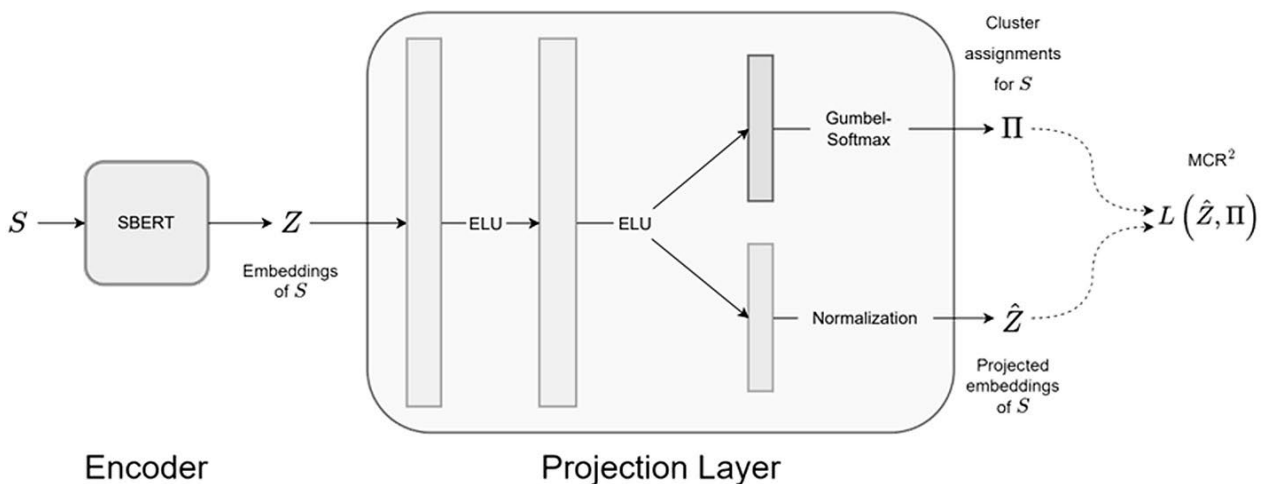 S
SBERT
Z
Embeddings
of S
ELU
ELU
Gumbel-
Softmax
Normalization
Cluster
assignments
for S
Π
Ẑ
Projected
embeddings
of S
MCR²
L (Ẑ, Π)
Encoder
Projection Layer